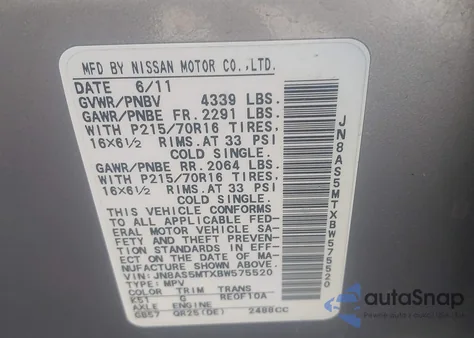 MFD BY NISSAN MOTOR CO.,LTD.
DATE 6/11
GVWR/PNBV 4339 LBS.
GAWR/PNBE FR. 2291 LBS.
WITH P215/70R16 TIRES,
16X6½ RIMS.AT 33 PSI
COLD SINGLE.
GAWR/PNBE RR. 2064 LBS.
WITH P215/70R16 TIRES,
16X6½ RIMS.AT 33 PSI
COLD SINGLE.
THIS VEHICLE CONFORMS
TO ALL APPLICABLE FED-
ERAL MOTOR VEHICLE SA-
FETY AND THEFT PREVEN-
TION STANDARDS IN EFF-
ECT ON THE DATE OF MA-
NUFACTURE SHOWN ABOVE
VIN: JN8AS5MTXBW575520
TYPE: MPV
COLOR TRIM TRANS
K51 G RE0F10A
AXLE ENGINE
GB57 QR25(DE) 2488CC
JN8AS5MTXBW575520
autoSnap